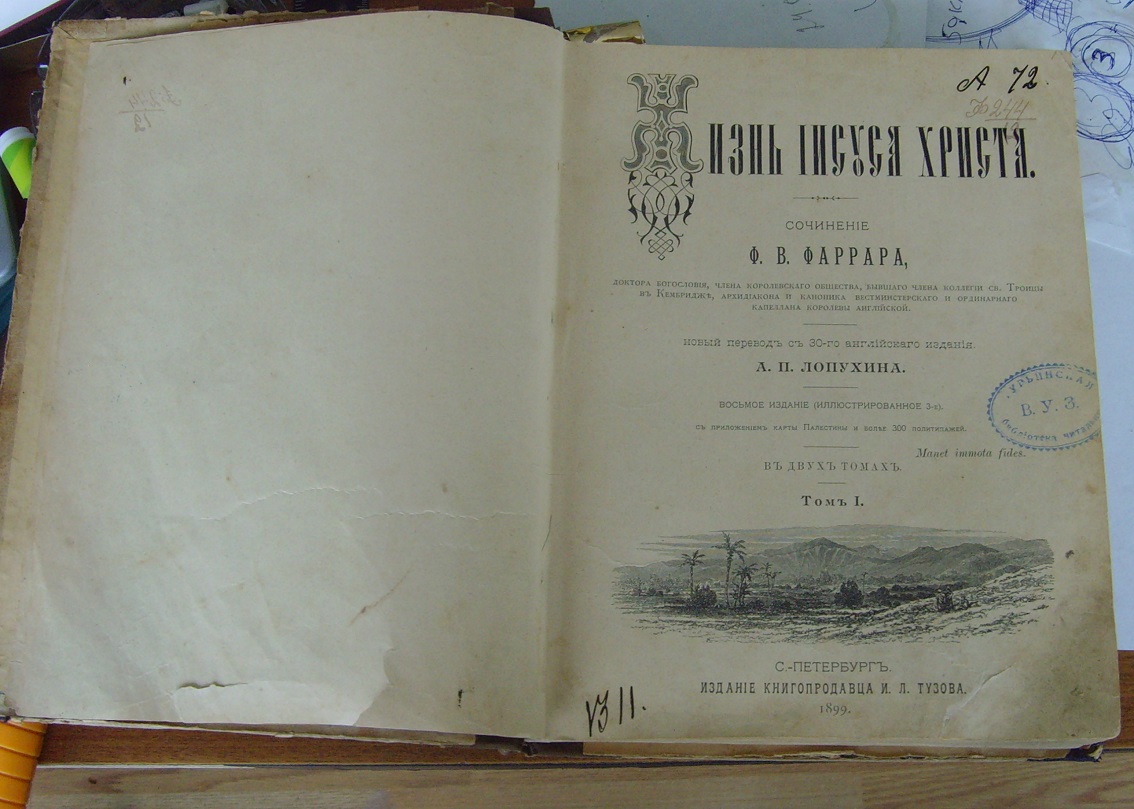 А 72.
Ф 244
ЖИЗНЬ ІИСУСА ХРИСТА.
СОЧИНЕНІЕ
Ф. В. ФАРРАРА,
ДОКТОРА БОГОСЛОВІЯ, ЧЛЕНА КОРОЛЕВСКАГО ОБЩЕСТВА, БЫВШАГО ЧЛЕНА КОЛЛЕГІИ СВ. ТРОИЦЫ
ВЪ КЕМБРИДЖѢ, АРХИДІАКОНА И КАНОНИКА ВЕСТМИНСТЕРСКАГО И ОРДИНАРНАГО
КАПЕЛЛАНА КОРОЛЕВЫ АНГЛІЙСКОЙ.
новый переводъ съ 30-го англійскаго изданія
А. П. ЛОПУХИНА.
ВОСЬМОЕ ИЗДАНІЕ (ИЛЛЮСТРИРОВАННОЕ 3-е).
СЪ ПРИЛОЖЕНІЕМЪ КАРТЫ ПАЛЕСТИНЫ И БОЛѢЕ 300 ПОЛИТИПАЖЕЙ.
В. У. З.
библіотека
Manet immota fides.
ВЪ ДВУХЪ ТОМАХЪ.
Томъ I.
С.-ПЕТЕРБУРГЪ.
ИЗДАНІЕ КНИГОПРОДАВЦА И. Л. ТУЗОВА.
1899.